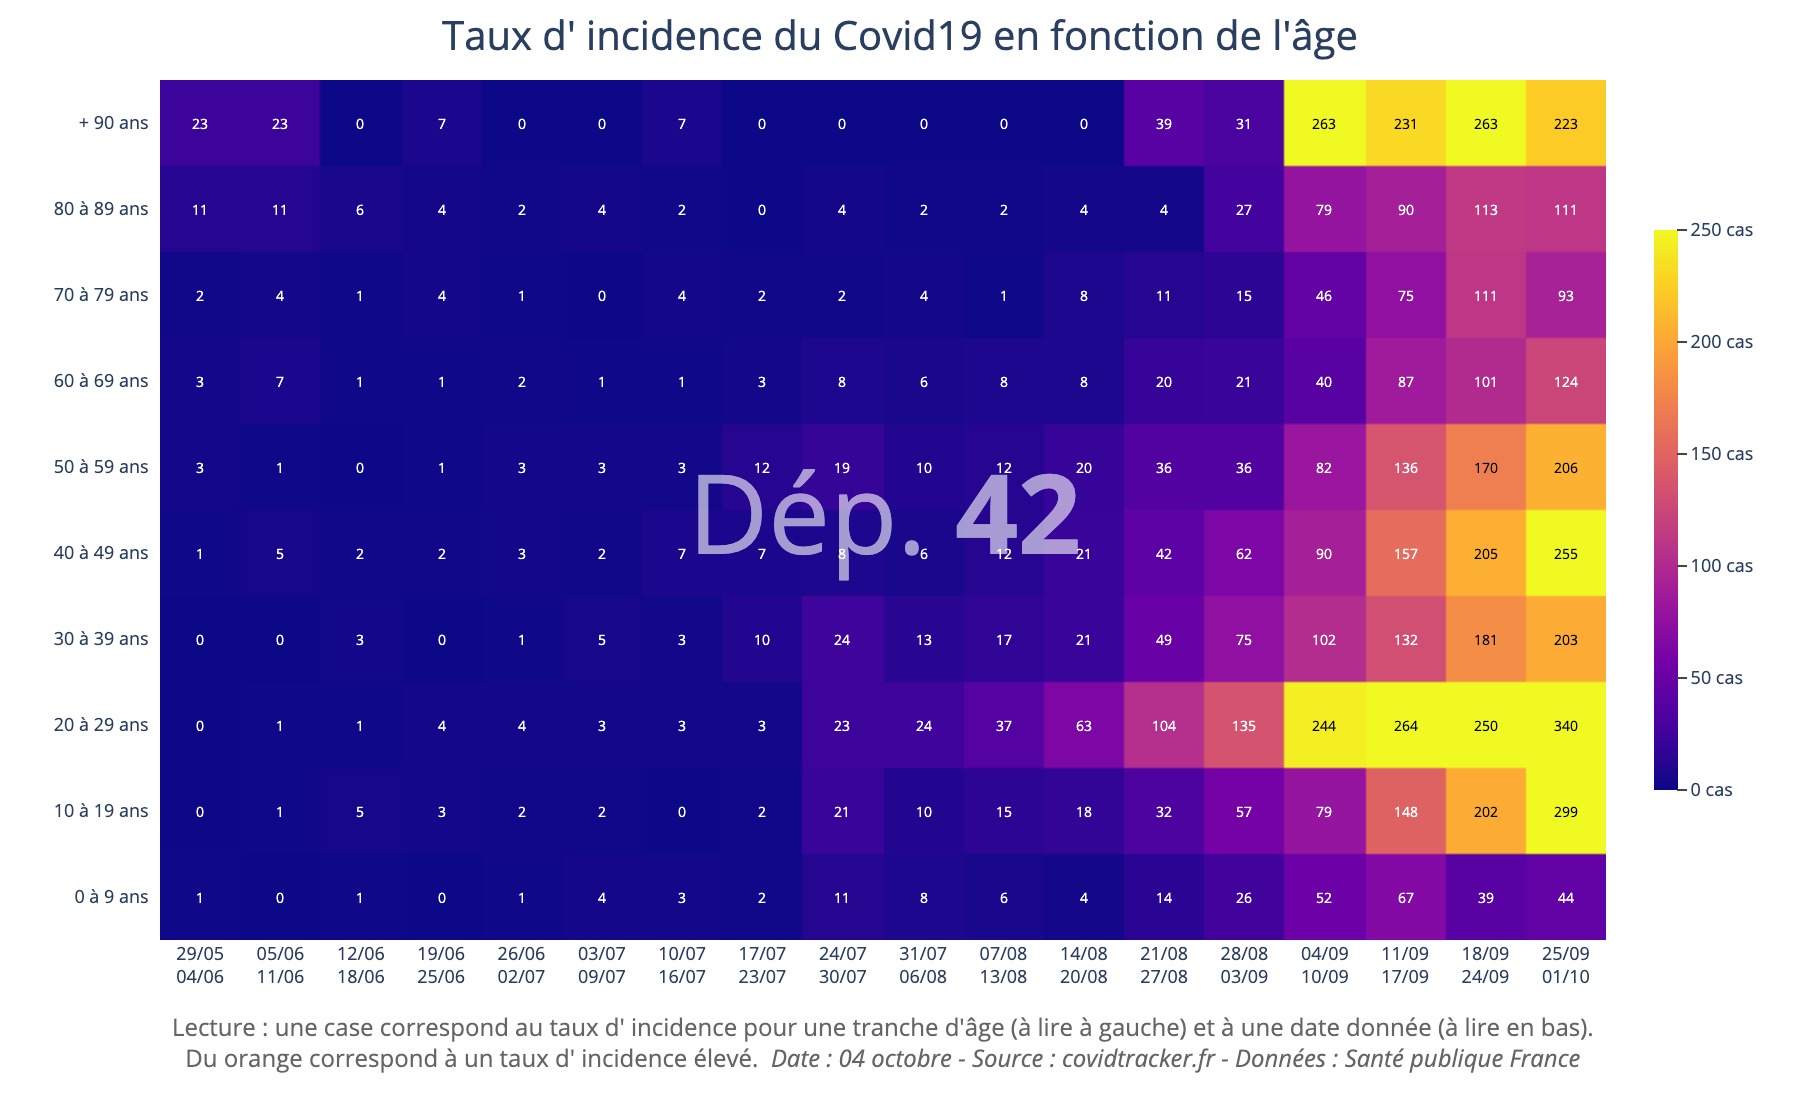 Taux d' incidence du Covid19 en fonction de l'âge
+ 90 ans 23 23 0 7 0 0 7 0 0 0 0 0 39 31 263 231 263 223
80 à 89 ans 11 11 6 4 2 4 2 0 4 2 2 4 4 27 79 90 113 111
70 à 79 ans 2 4 1 4 1 0 4 2 2 4 1 8 11 15 46 75 111 93
60 à 69 ans 3 7 1 1 2 1 1 3 8 6 8 8 20 21 40 87 101 124
50 à 59 ans 3 1 0 1 3 3 3 12 19 10 12 20 36 36 82 136 170 206
Dép. 42
40 à 49 ans 1 5 2 2 3 2 7 7 8 6 12 21 42 62 90 157 205 255
30 à 39 ans 0 0 3 0 1 5 3 10 24 13 17 21 49 75 102 132 181 203
20 à 29 ans 0 1 1 4 4 3 3 3 23 24 37 63 104 135 244 264 250 340
10 à 19 ans 0 1 5 3 2 2 0 2 21 10 15 18 32 57 79 148 202 299
0 à 9 ans 1 0 1 0 1 4 3 2 11 8 6 4 14 26 52 67 39 44
29/05 05/06 12/06 19/06 26/06 03/07 10/07 17/07 24/07 31/07 07/08 14/08 21/08 28/08 04/09 11/09 18/09 25/09
04/06 11/06 18/06 25/06 02/07 09/07 16/07 23/07 30/07 06/08 13/08 20/08 27/08 03/09 10/09 17/09 24/09 01/10
250 cas
200 cas
150 cas
100 cas
50 cas
0 cas
Lecture : une case correspond au taux d' incidence pour une tranche d'âge (à lire à gauche) et à une date donnée (à lire en bas).
Du orange correspond à un taux d' incidence élevé. Date : 04 octobre - Source : covidtracker.fr - Données : Santé publique France